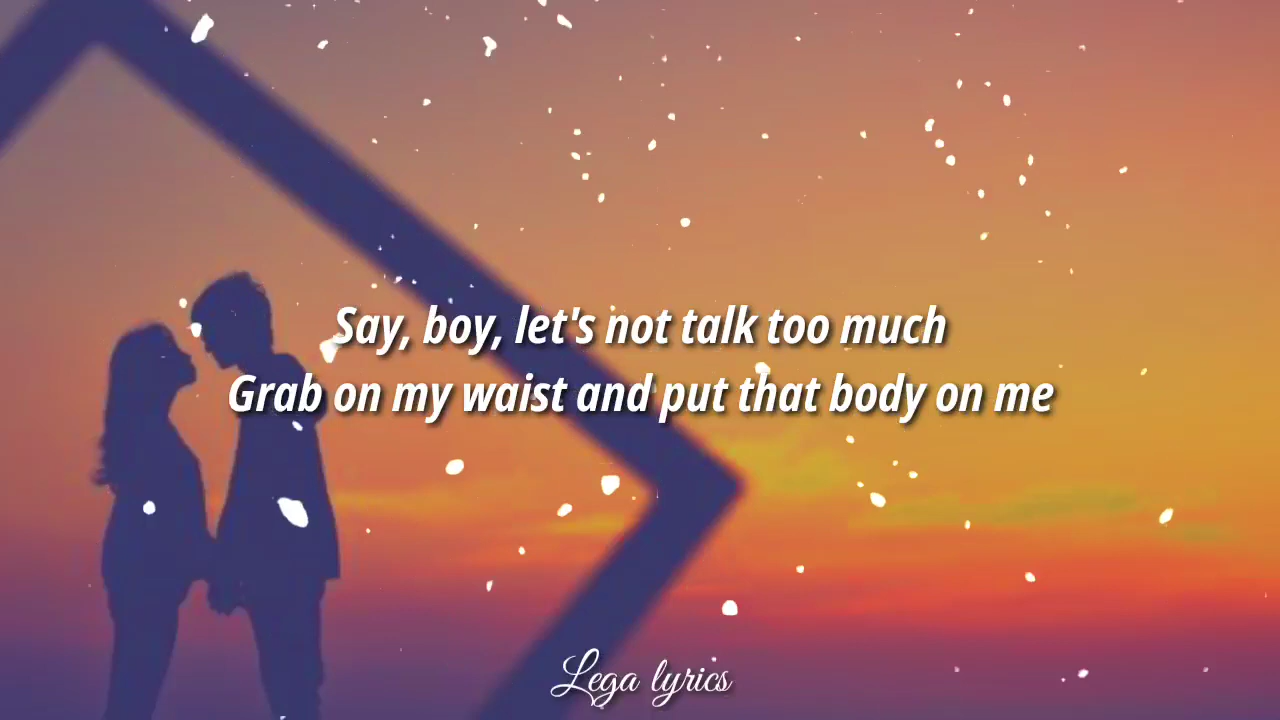 Say, boy, let's not talk too much
Grab on my waist and put that body on me
Lega lyrics